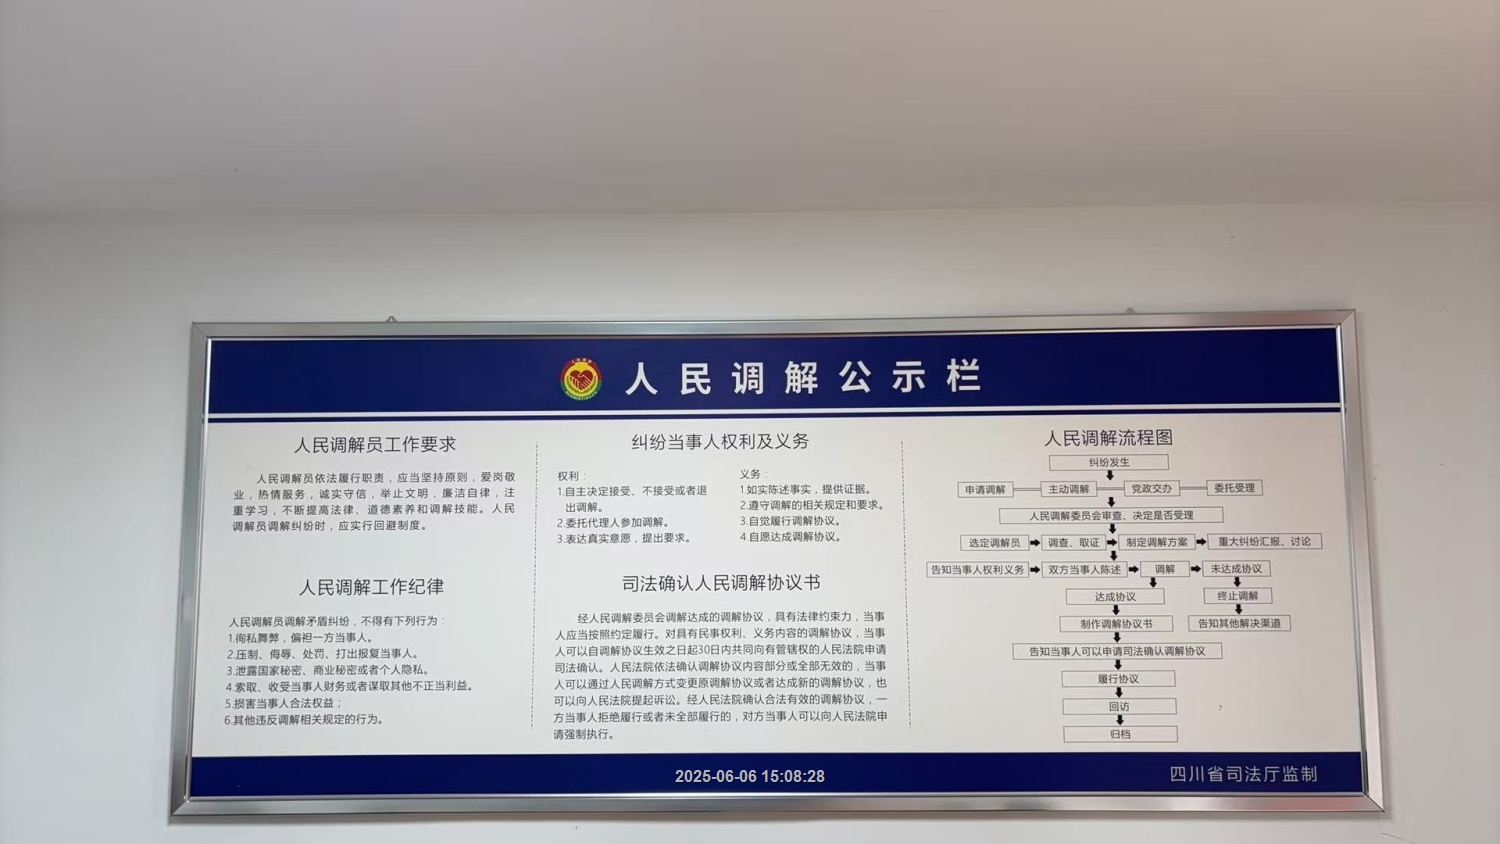 人民调解公示栏
人民调解员工作要求
人民调解员依法履行职责，应当坚持原则，爱岗敬
业，热情服务，诚实守信，举止文明，廉洁自律，注
重学习，不断提高法律、道德素养和调解技能。人民
调解员调解纠纷时，应实行回避制度。
人民调解工作纪律
人民调解员调解矛盾纠纷，不得有下列行为：
1.徇私舞弊，偏袒一方当事人。
2.压制、侮辱、处罚、打出报复当事人。
3.泄露国家秘密、商业秘密或者个人隐私。
4.索取、收受当事人财务或者谋取其他不正当利益。
5.损害当事人合法权益；
6.其他违反调解相关规定的行为。
纠纷当事人权利及义务
权利：
1.自主决定接受、不接受或者退
出调解。
2.委托代理人参加调解。
3.表达真实意愿，提出要求。
义务：
1.如实陈述事实，提供证据。
2.遵守调解的相关规定和要求。
3.自觉履行调解协议。
4.自愿达成调解协议。
司法确认人民调解协议书
经人民调解委员会调解达成的调解协议，具有法律约束力，当事
人应当按照约定履行。对具有民事权利、义务内容的调解协议，当事
人可以自调解协议生效之日起30日内共同向有管辖权的人民法院申请
司法确认。人民法院依法确认调解协议内容部分或全部无效的，当事
人可以通过人民调解方式变更原调解协议或者达成新的调解协议，也
可以向人民法院提起诉讼。经人民法院确认合法有效的调解协议，一
方当事人拒绝履行或者未全部履行的，对方当事人可以向人民法院申
请强制执行。
人民调解流程图
纠纷发生
申请调解 主动调解 党政交办 委托受理
人民调解委员会审查、决定是否受理
选定调解员 调查、取证 制定调解方案 重大纠纷汇报、讨论
告知当事人权利义务 双方当事人陈述 调解 未达成协议
达成协议 终止调解
制作调解协议书 告知其他解决渠道
告知当事人可以申请司法确认调解协议
履行协议
回访
归档
2025-06-06 15:08:28
四川省司法厅监制